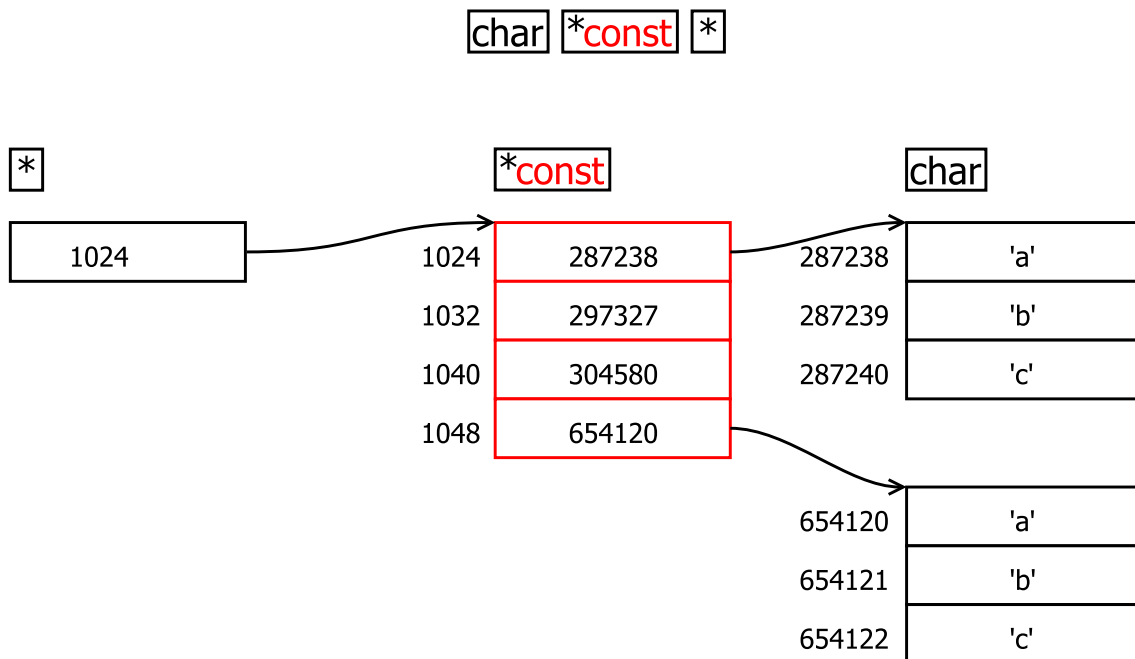 char *const *
* *const char
1024 1024 287238 287238 'a'
1032 297327 287239 'b'
1040 304580 287240 'c'
1048 654120
654120 'a'
654121 'b'
654122 'c'